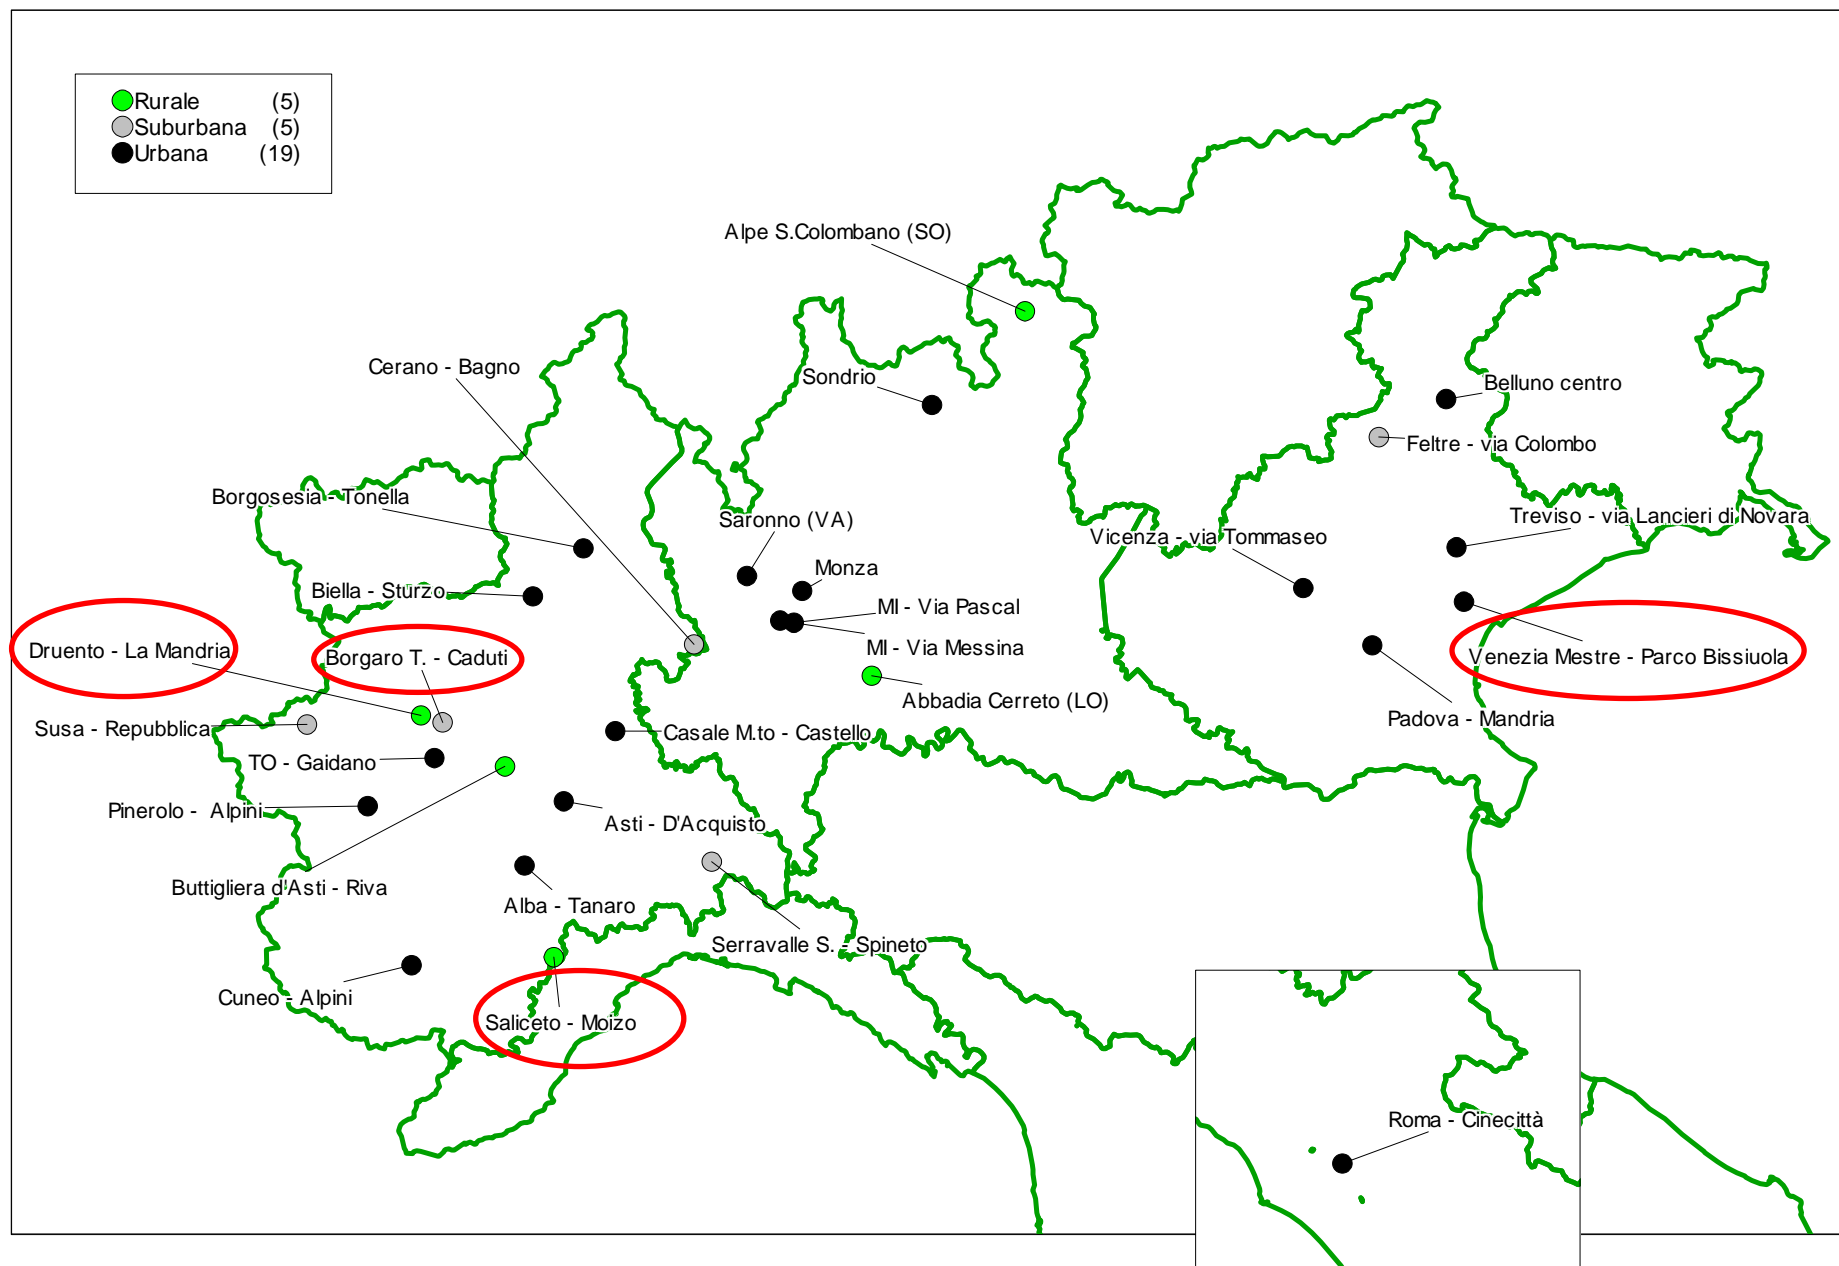 Rurale (5)
Suburbana (5)
Urbana (19)
Alpe S.Colombano (SO)
Cerano - Bagno
Sondrio
Belluno centro
Feltre - via Colombo
Borgosesia - Tonella
Saronno (VA)
Treviso - via Lancieri di Novara
Vicenza - via Tommaseo
Monza
Biella - Sturzo
MI - Via Pascal
MI - Via Messina
Druento - La Mandria
Borgaro T. - Caduti
Venezia Mestre - Parco Bissiuola
Abbadia Cerreto (LO)
Padova - Mandria
Susa - Repubblica
Casale M.to - Castello
TO - Gaidano
Pinerolo - Alpini
Asti - D'Acquisto
Buttigliera d'Asti - Riva
Alba - Tanaro
Serravalle S. - Spineto
Cuneo - Alpini
Saliceto - Moizo
Roma - Cinecittà